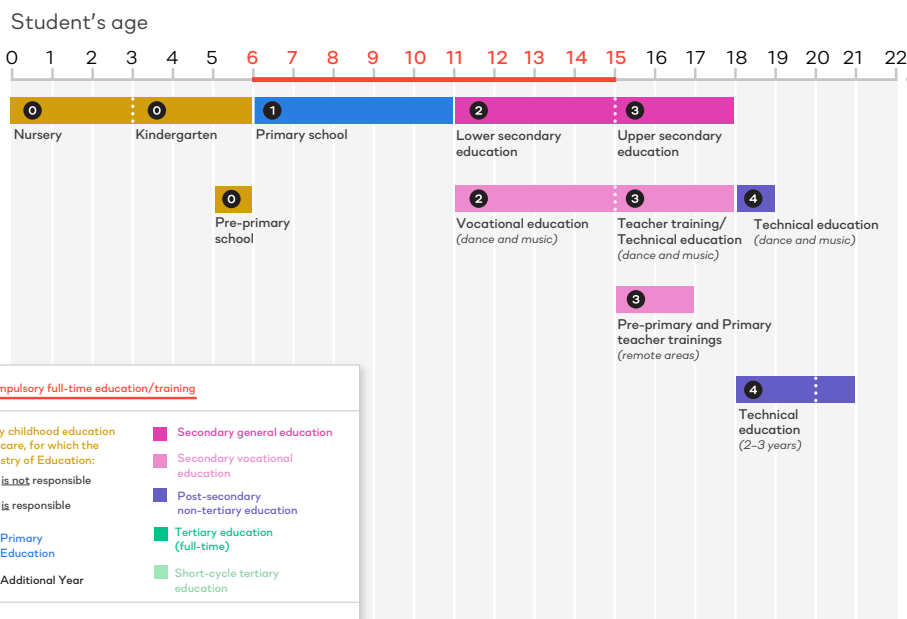 Student's age
0 1 2 3 4 5 6 7 8 9 10 11 12 13 14 15 16 17 18 19 20 21 22
0 0 1 2 3
Nursery Kindergarten Primary school Lower secondary Upper secondary
education education
0 2 3 4
Pre-primary Vocational education Teacher training/ Technical education
school (dance and music) Technical education (dance and music)
(dance and music)
3
Pre-primary and Primary
teacher trainings
(remote areas)
4
Technical
education
(2–3 years)
mpulsory full-time education/training
y childhood education
care, for which the
stry of Education:
is not responsible
is responsible
Primary
Education
Additional Year
Secondary general education
Secondary vocational
education
Post-secondary
non-tertiary education
Tertiary education
(full-time)
Short-cycle tertiary
education